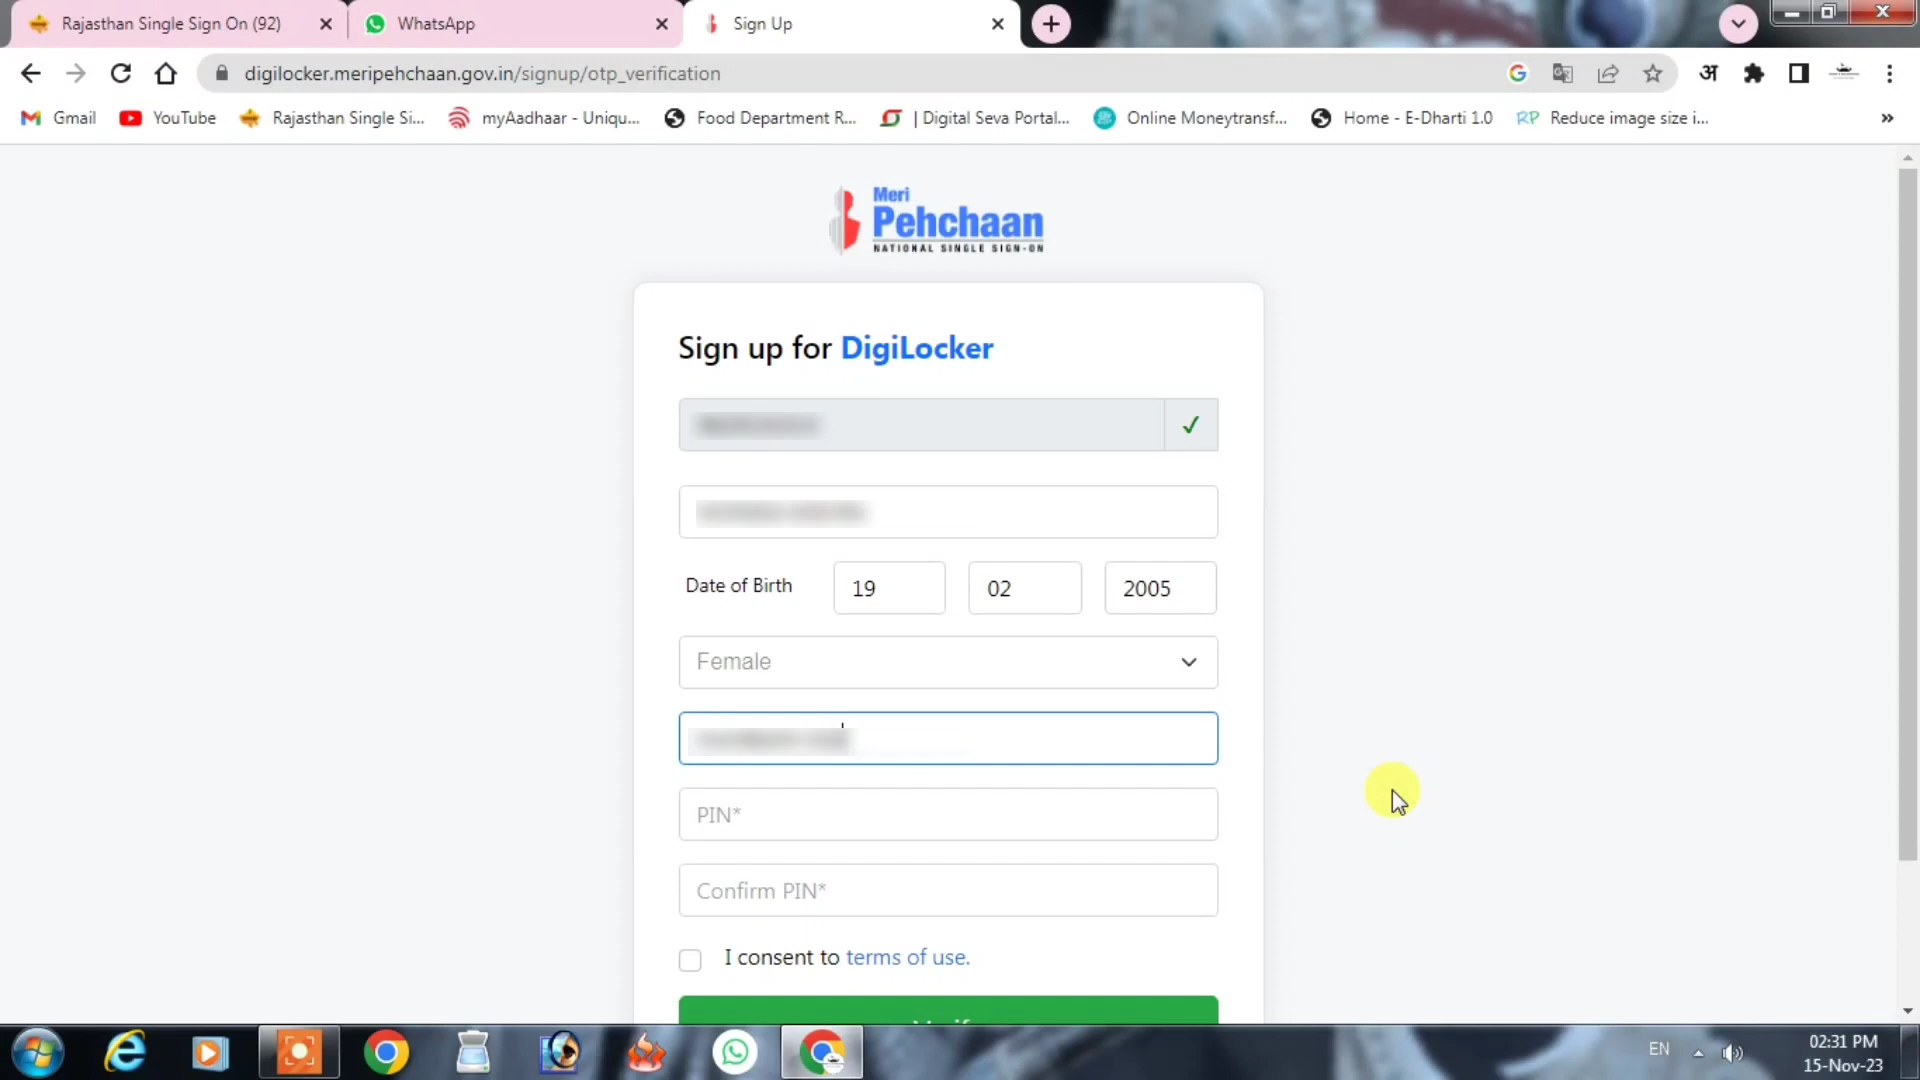 Rajasthan Single Sign On (92)
WhatsApp
Sign Up
digilocker.meripehchaan.gov.in/signup/otp_verification
अ
Gmail
YouTube
Rajasthan Single Si...
myAadhaar - Uniqu...
Food Department R...
| Digital Seva Portal...
Online Moneytransf...
Home - E-Dharti 1.0
RP
Reduce image size i...
Meri
Pehchaan
NATIONAL SINGLE SIGN-ON
Sign up for DigiLocker
Date of Birth
19
02
2005
Female
PIN*
Confirm PIN*
I consent to terms of use.
EN
02:31 PM
15-Nov-23